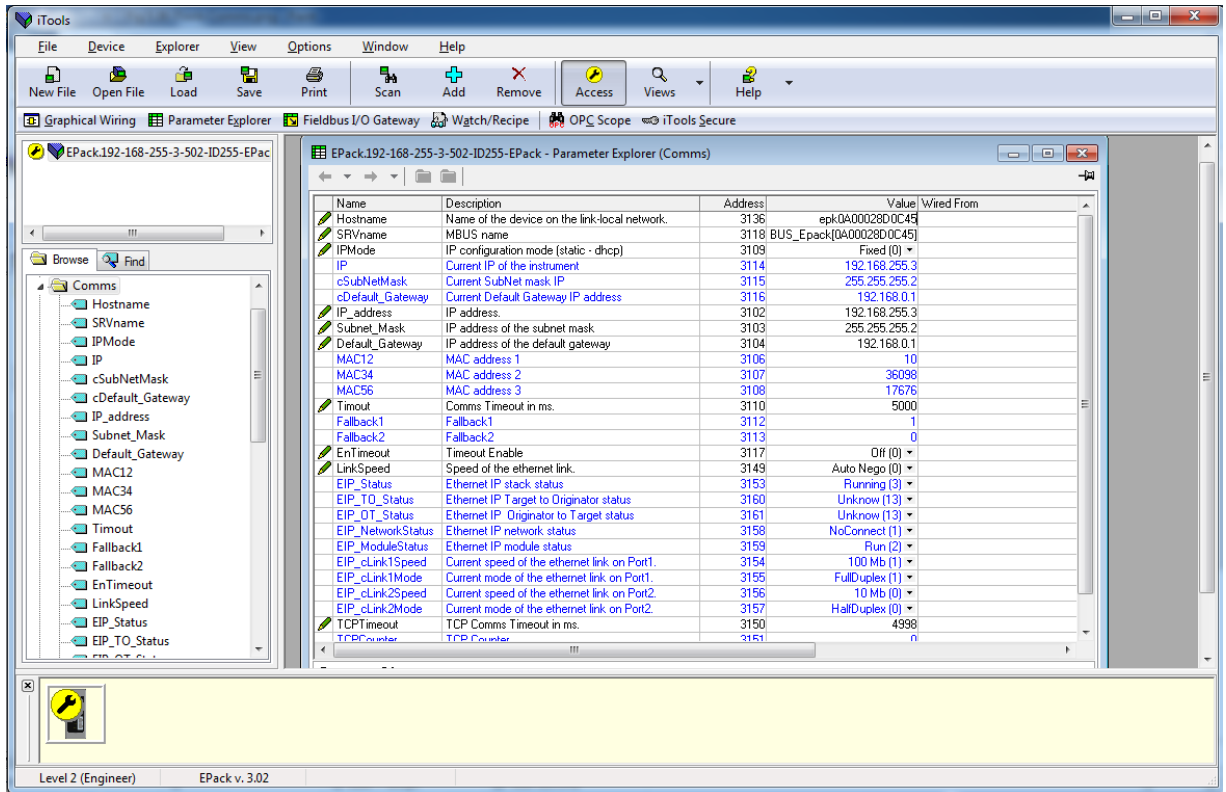 iTools
File Device Explorer View Options Window Help
New File Open File Load Save Print Scan Add Remove Access Views Help
Graphical Wiring Parameter Explorer Fieldbus I/O Gateway Watch/Recipe OPC Scope iTools Secure
EPack.192-168-255-3-502-ID255-EPac
Browse Find
Comms
Hostname
SRVname
IPMode
IP
cSubNetMask
cDefault_Gateway
IP_address
Subnet_Mask
Default_Gateway
MAC12
MAC34
MAC56
Timout
Fallback1
Fallback2
EnTimeout
LinkSpeed
EIP_Status
EIP_TO_Status
EPack.192-168-255-3-502-ID255-EPack - Parameter Explorer (Comms)
Name Description Address Value Wired From
Hostname Name of the device on the link-local network. 3136 epk0A00028D0C45
SRVname MBUS name 3118 BUS_Epack[0A00028D0C45]
IPMode IP configuration mode (static - dhcp) 3109 Fixed (0)
IP Current IP of the instrument 3114 192.168.255.3
cSubNetMask Current SubNet mask IP 3115 255.255.255.2
cDefault_Gateway Current Default Gateway IP address 3116 192.168.0.1
IP_address IP address. 3102 192.168.255.3
Subnet_Mask IP address of the subnet mask 3103 255.255.255.2
Default_Gateway IP address of the default gateway 3104 192.168.0.1
MAC12 MAC address 1 3106 10
MAC34 MAC address 2 3107 36098
MAC56 MAC address 3 3108 17676
Timout Comms Timeout in ms. 3110 5000
Fallback1 Fallback1 3112 1
Fallback2 Fallback2 3113 0
EnTimeout Timeout Enable 3117 Off (0)
LinkSpeed Speed of the ethernet link. 3149 Auto Nego (0)
EIP_Status Ethernet IP stack status 3153 Running (3)
EIP_TO_Status Ethernet IP Target to Originator status 3160 Unknow (13)
EIP_OT_Status Ethernet IP Originator to Target status 3161 Unknow (13)
EIP_NetworkStatus Ethernet IP network status 3158 NoConnect (1)
EIP_ModuleStatus Ethernet IP module status 3159 Run (2)
EIP_cLink1Speed Current speed of the ethernet link on Port1. 3154 100 Mb (1)
EIP_cLink1Mode Current mode of the ethernet link on Port1. 3155 FullDuplex (1)
EIP_cLink2Speed Current speed of the ethernet link on Port2. 3156 10 Mb (0)
EIP_cLink2Mode Current mode of the ethernet link on Port2. 3157 HalfDuplex (0)
TCPTimeout TCP Comms Timeout in ms. 3150 4998
TCPCounter TCP Counter 3151 0
Level 2 (Engineer) EPack v. 3.02